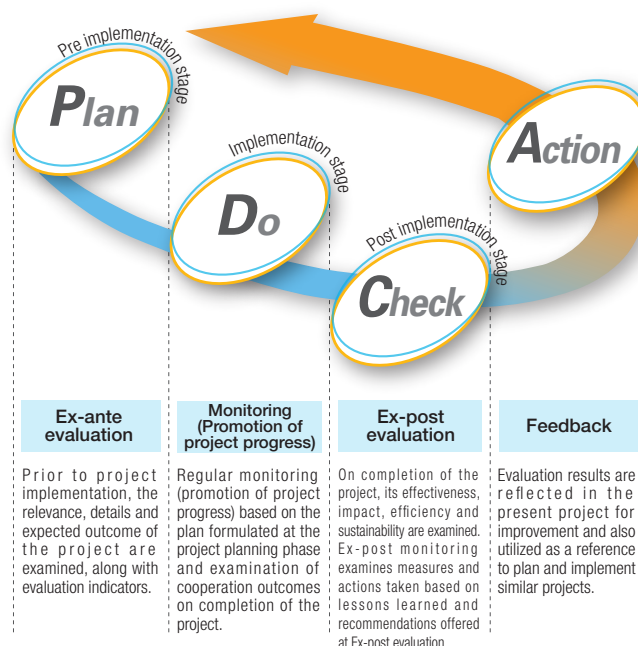 Pre implementation stage
Plan
Implementation stage
Do
Post implementation stage
Check
Action
Ex-ante
evaluation
Prior to project
implementation, the
relevance, details and
expected outcome of
the project are
examined, along with
evaluation indicators.
Monitoring
(Promotion of
project progress)
Regular monitoring
(promotion of project
progress) based on the
plan formulated at the
project planning phase
and examination of
cooperation outcomes
on completion of the
project.
Ex-post
evaluation
On completion of the
project, its effectiveness,
impact, efficiency and
sustainability are examined.
Ex-post monitoring
examines measures and
actions taken based on
lessons learned and
recommendations offered
at Ex-post evaluation
Feedback
Evaluation results are
reflected in the
present project for
improvement and also
utilized as a reference
to plan and implement
similar projects.